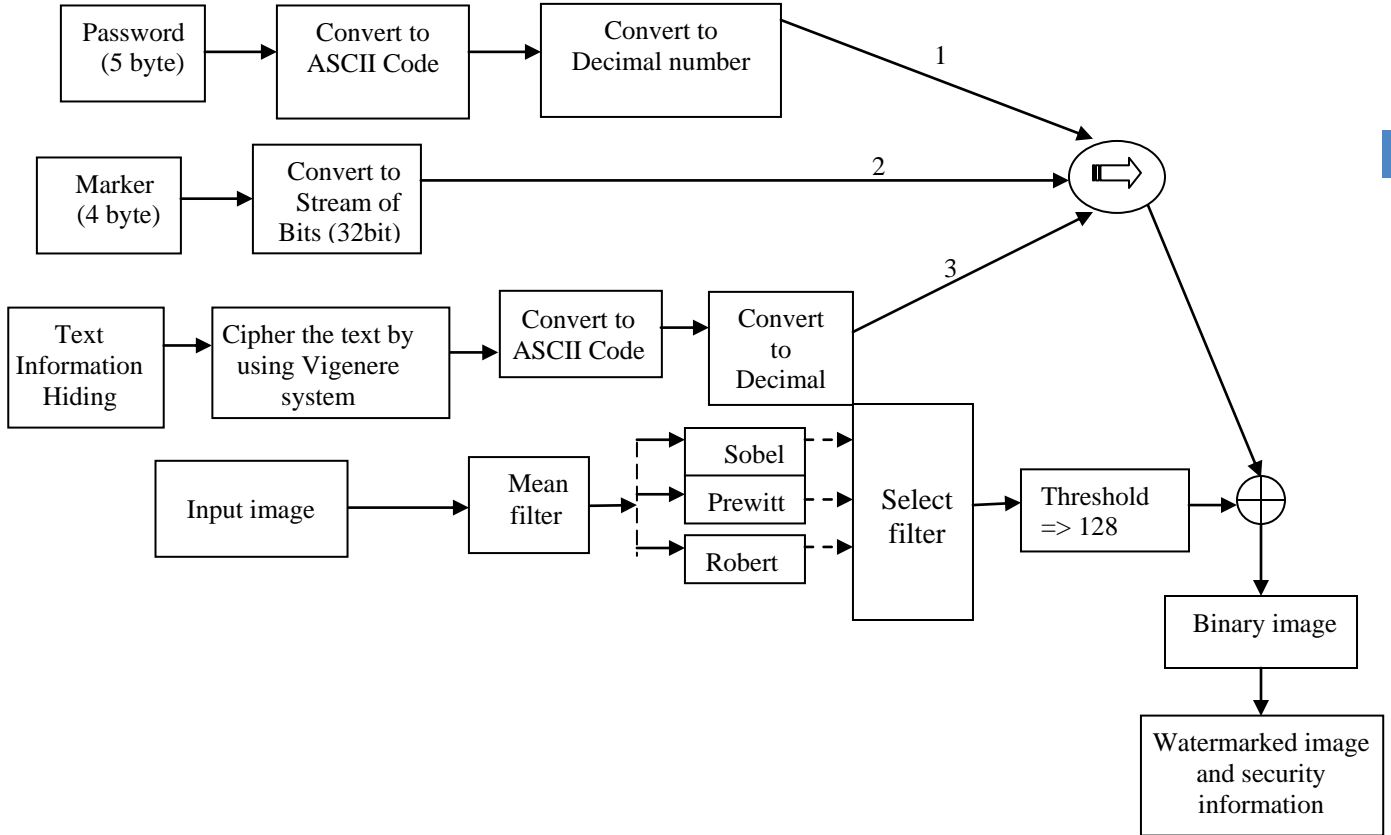 Password
(5 byte)
Convert to
ASCII Code
Convert to
Decimal number
1
Marker
(4 byte)
Convert to
Stream of
Bits (32bit)
2
3
Text
Information
Hiding
Cipher the text by
using Vigenere
system
Convert to
ASCII Code
Convert
to
Decimal
Input image
Mean
filter
Sobel
Prewitt
Robert
Select
filter
Threshold
=> 128
Binary image
Watermarked image
and security
information